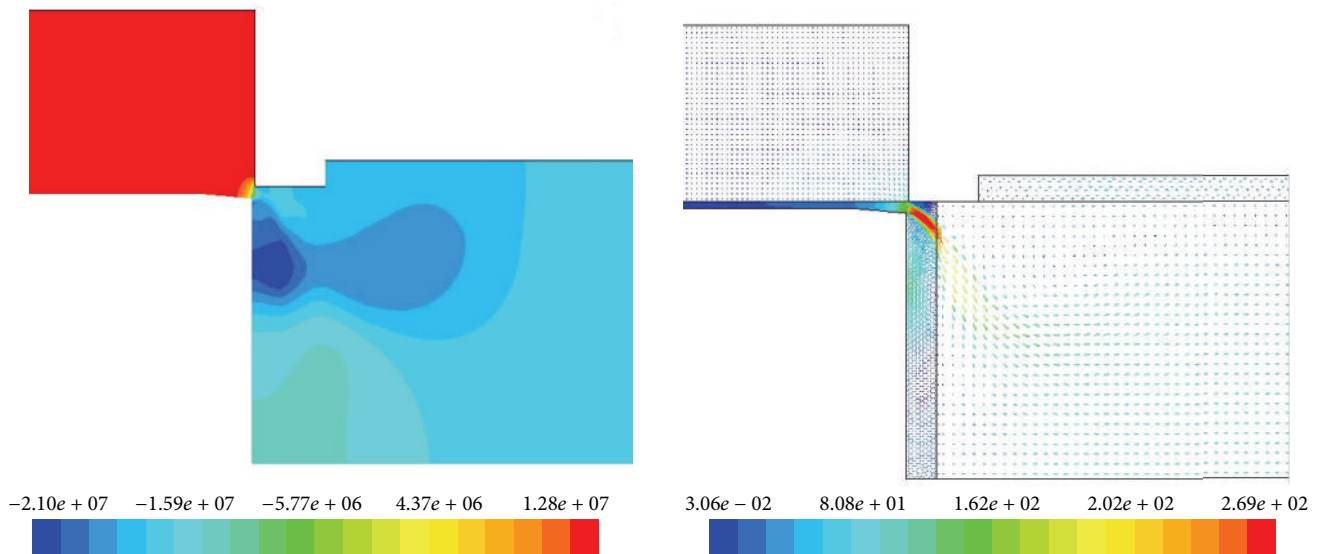 −2.10e + 07 −1.59e + 07 −5.77e + 06 4.37e + 06 1.28e + 07
3.06e − 02 8.08e + 01 1.62e + 02 2.02e + 02 2.69e + 02